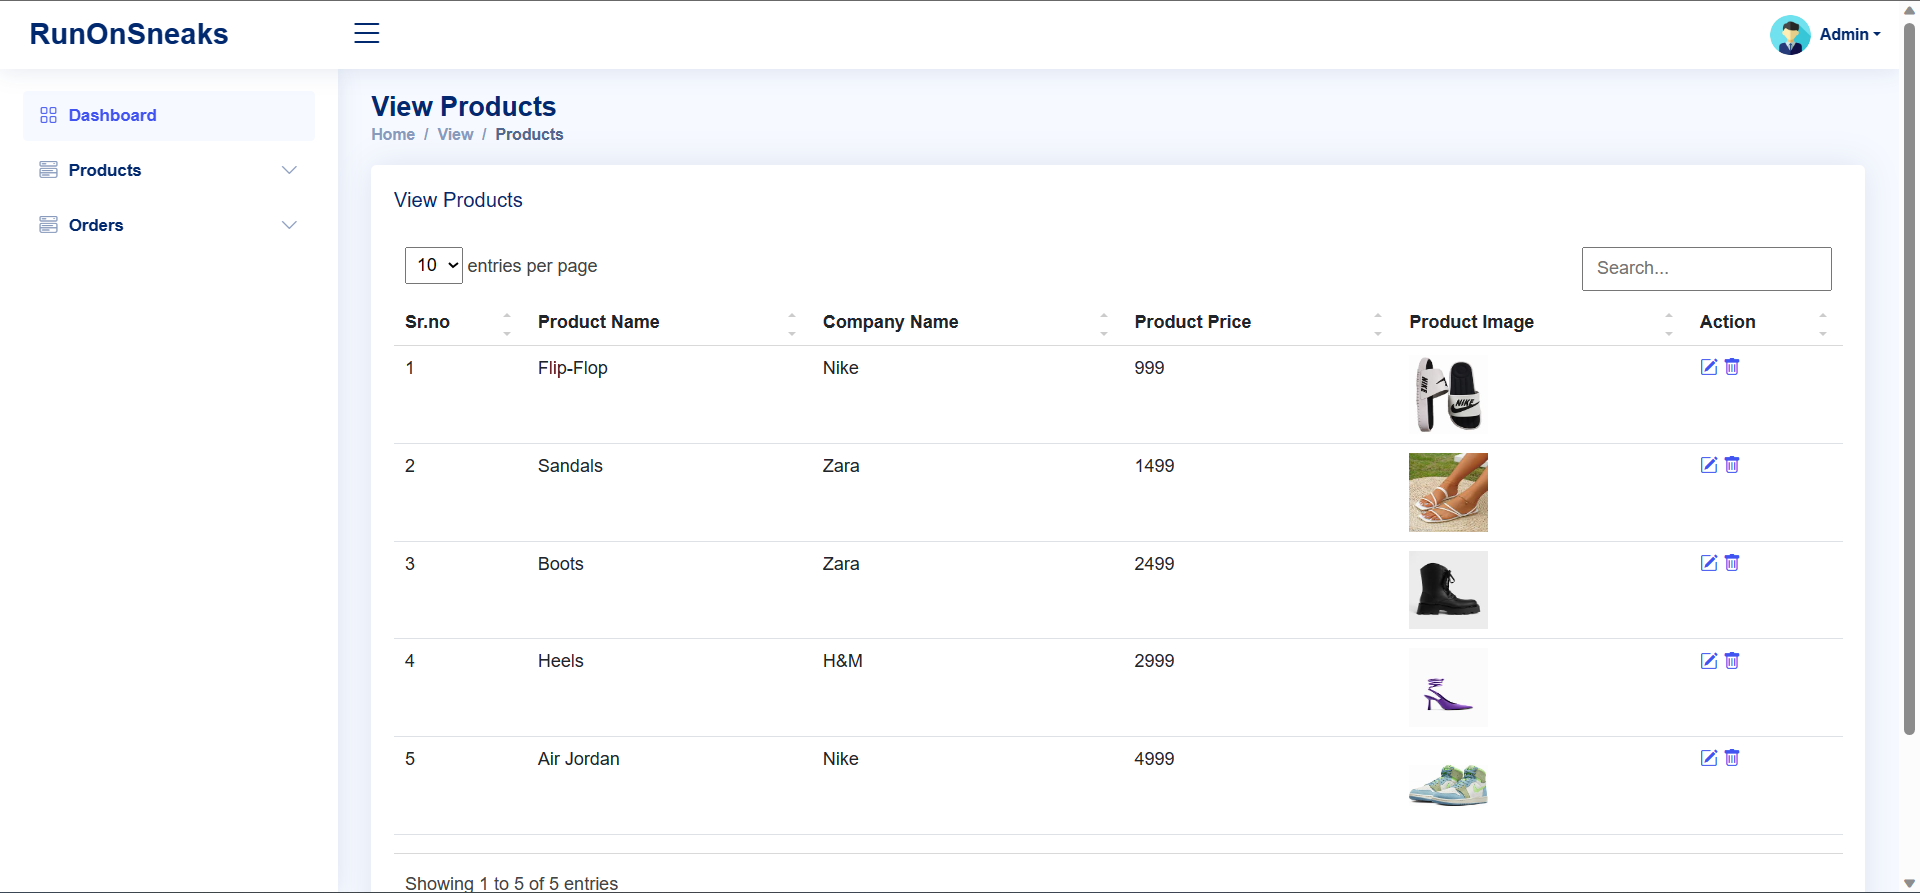 RunOnSneaks
Admin
Dashboard
Products
Orders
View Products
Home / View / Products
View Products
10 entries per page
Search...
Sr.no Product Name Company Name Product Price Product Image Action
1 Flip-Flop Nike 999
NIKE
NIKE
2 Sandals Zara 1499
3 Boots Zara 2499
4 Heels H&M 2999
5 Air Jordan Nike 4999
Showing 1 to 5 of 5 entries